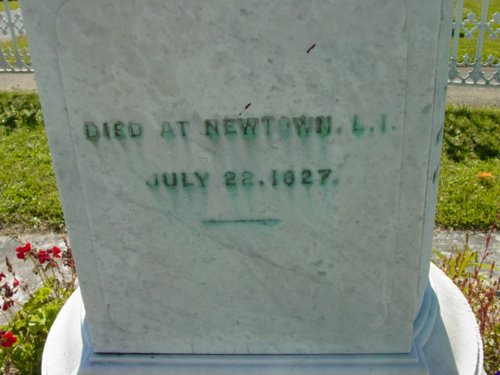 DIED AT NEWTOWN. L.I.
JULY 22. 1827.